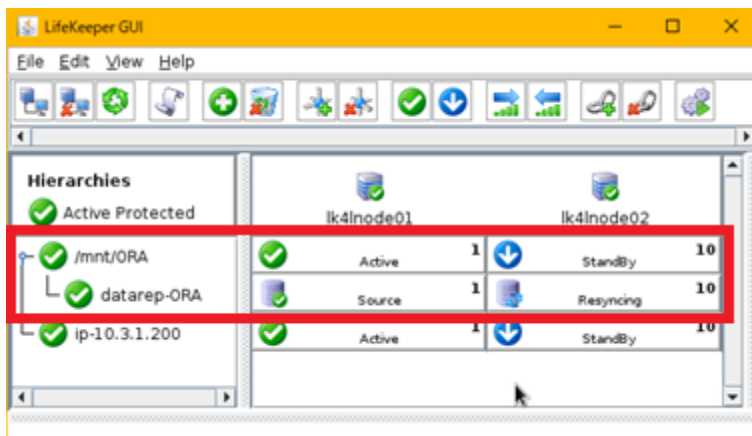 LifeKeeper GUI
File Edit View Help
Hierarchies
Active Protected
lk4lnode01 lk4lnode02
/mnt/ORA Active 1 StandBy 10
datarep-ORA Source 1 Resyncing 10
ip-10.3.1.200 Active 1 StandBy 10